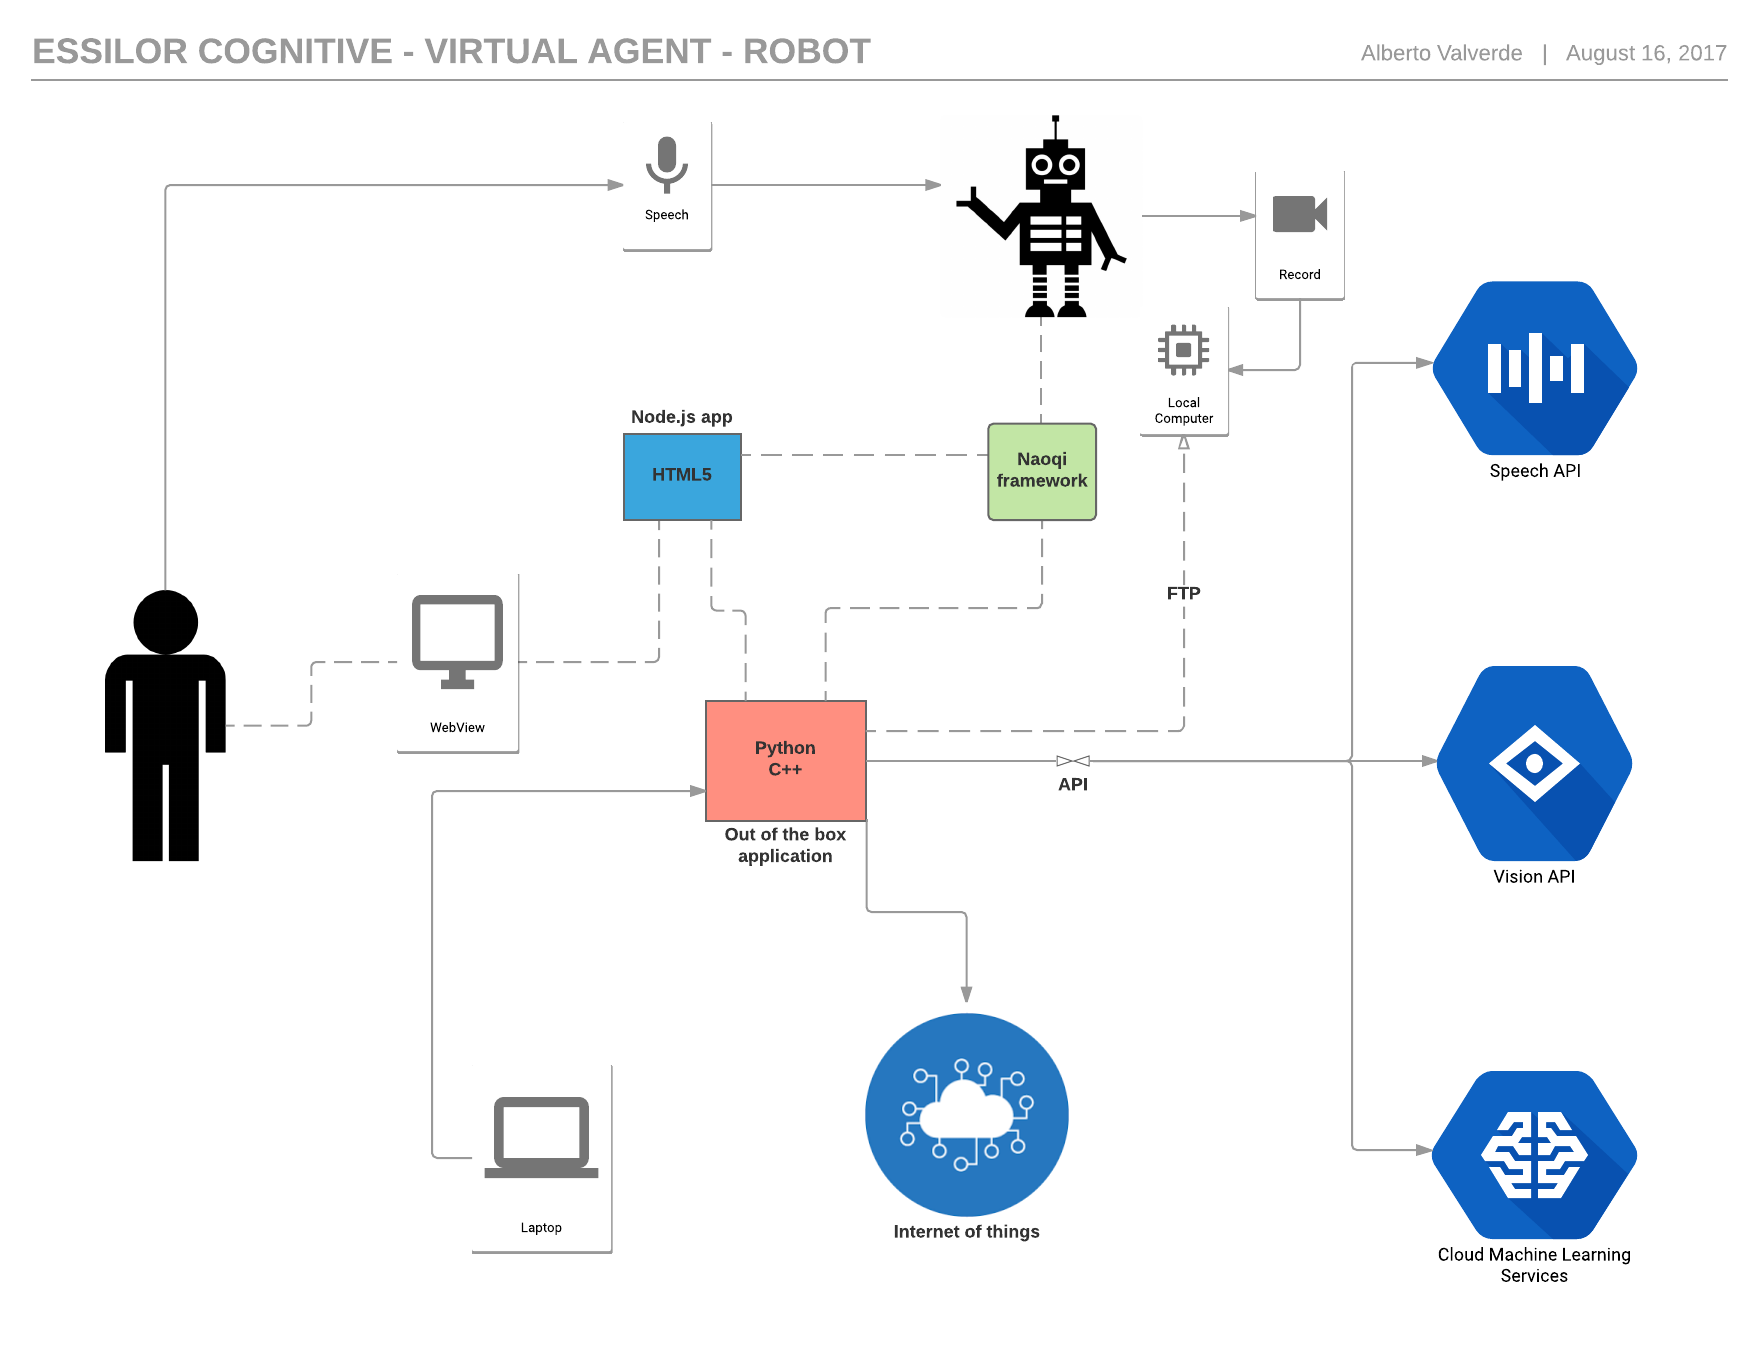 ESSILOR COGNITIVE - VIRTUAL AGENT - ROBOT
Alberto Valverde | August 16, 2017
Speech
Record
Local
Computer
Node.js app
HTML5
Naoqi
framework
Speech API
FTP
WebView
Python
C++
API
Out of the box
application
Vision API
Laptop
Internet of things
Cloud Machine Learning
Services